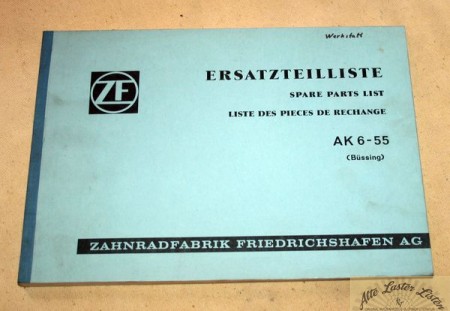 Werkstatt
ZF
ERSATZTEILLISTE
SPARE PARTS LIST
LISTE DES PIECES DE RECHANGE
AK 6-55
(Büssing)
ZAHNRADFABRIK FRIEDRICHSHAFEN AG
Alte Laster Listen